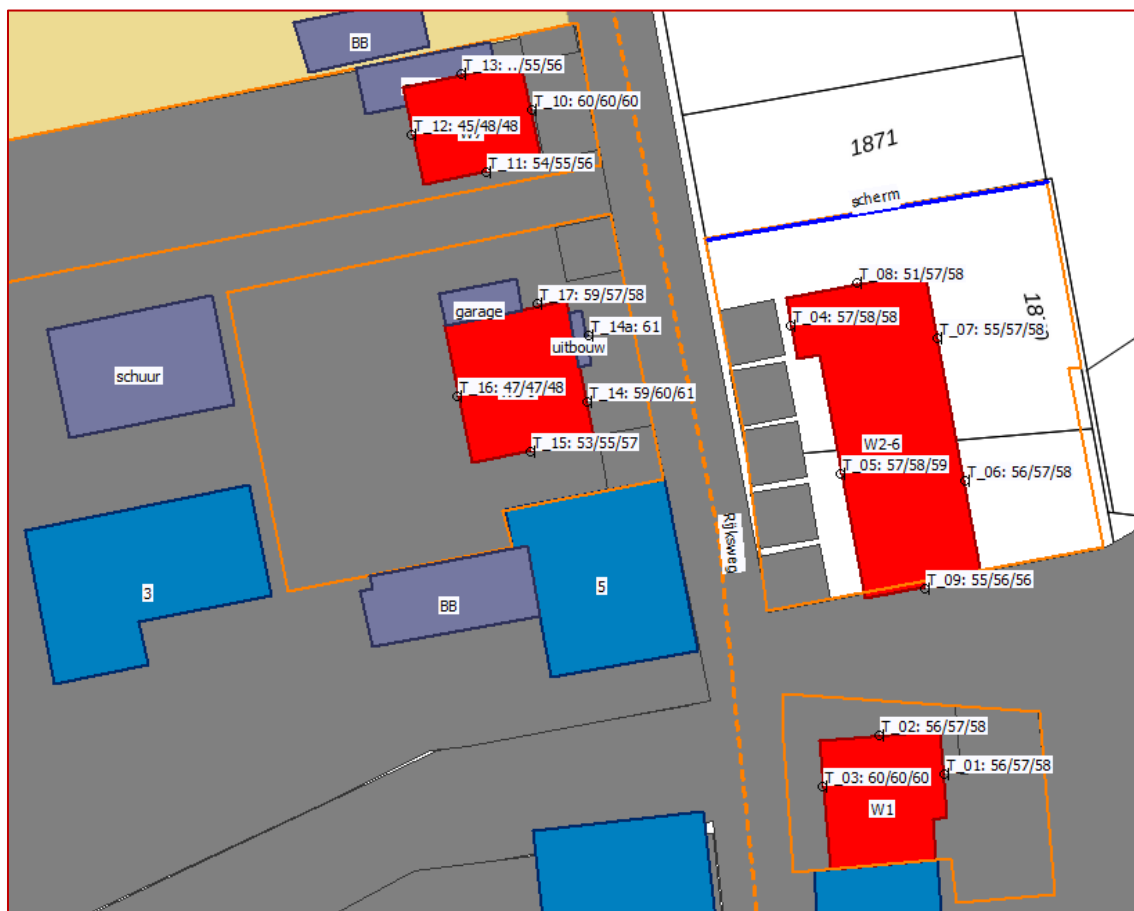 BB
T_13: ../55/56
T_10: 60/60/60
T_12: 45/48/48
T_11: 54/55/56
1871
scherm
T_08: 51/57/58
T_17: 59/57/58
garage
T_04: 57/58/58
T_14a: 61
T_07: 55/57/58
uitbouw
schuur
T_16: 47/47/48
T_14: 59/60/61
T_15: 53/55/57
W2-6
T_05: 57/58/59
T_06: 56/57/58
Rijksweg
T_09: 55/56/56
3
5
BB
T_02: 56/57/58
T_01: 56/57/58
T_03: 60/60/60
W1